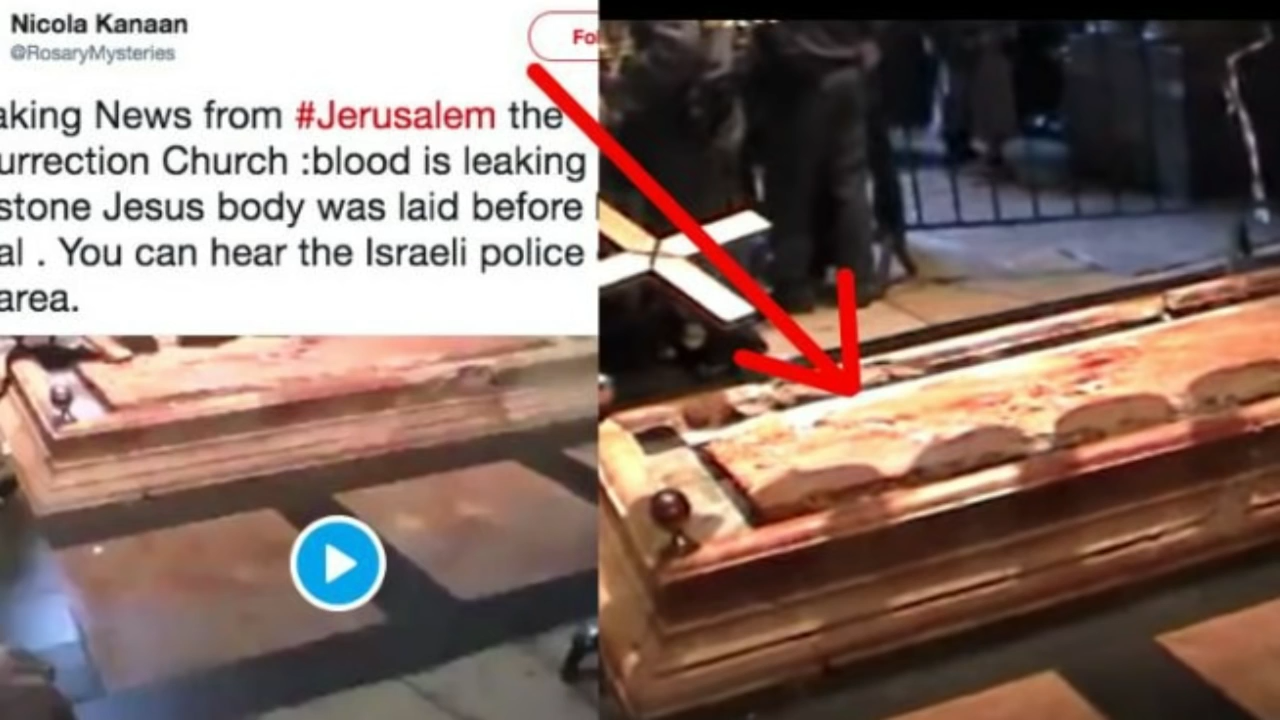 Nicola Kanaan
@RosaryMysteries
aking News from #Jerusalem the
urrection Church :blood is leaking
stone Jesus body was laid before
al . You can hear the Israeli police
area.